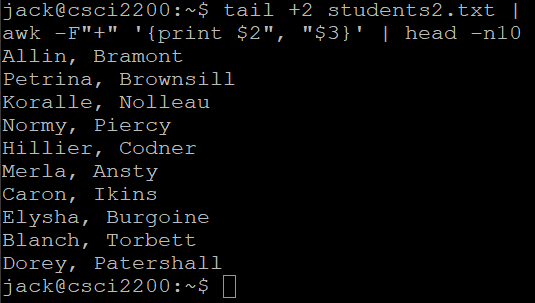 jack@csci2200:~$ tail +2 students2.txt |
awk -F"+" '{print $2", "$3}' | head -n10
Allin, Bramont
Petrina, Brownsill
Koralle, Nolleau
Normy, Piercy
Hillier, Codner
Merla, Ansty
Caron, Ikins
Elysha, Burgoine
Blanch, Torbett
Dorey, Patershall
jack@csci2200:~$